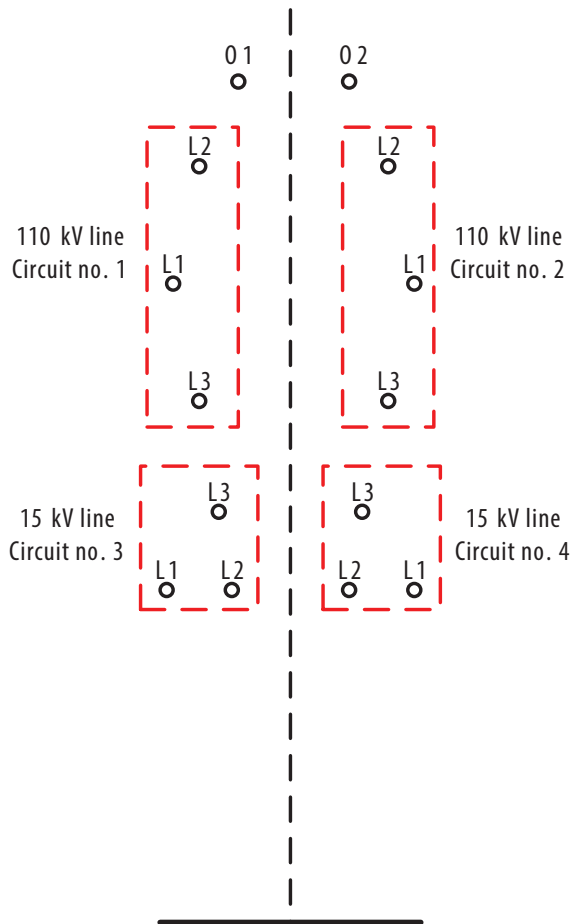 O 1
O 2
L2
L2
110 kV line
Circuit no. 1
L1
L1
110 kV line
Circuit no. 2
L3
L3
15 kV line
Circuit no. 3
L3
L3
15 kV line
Circuit no. 4
L1
L2
L2
L1